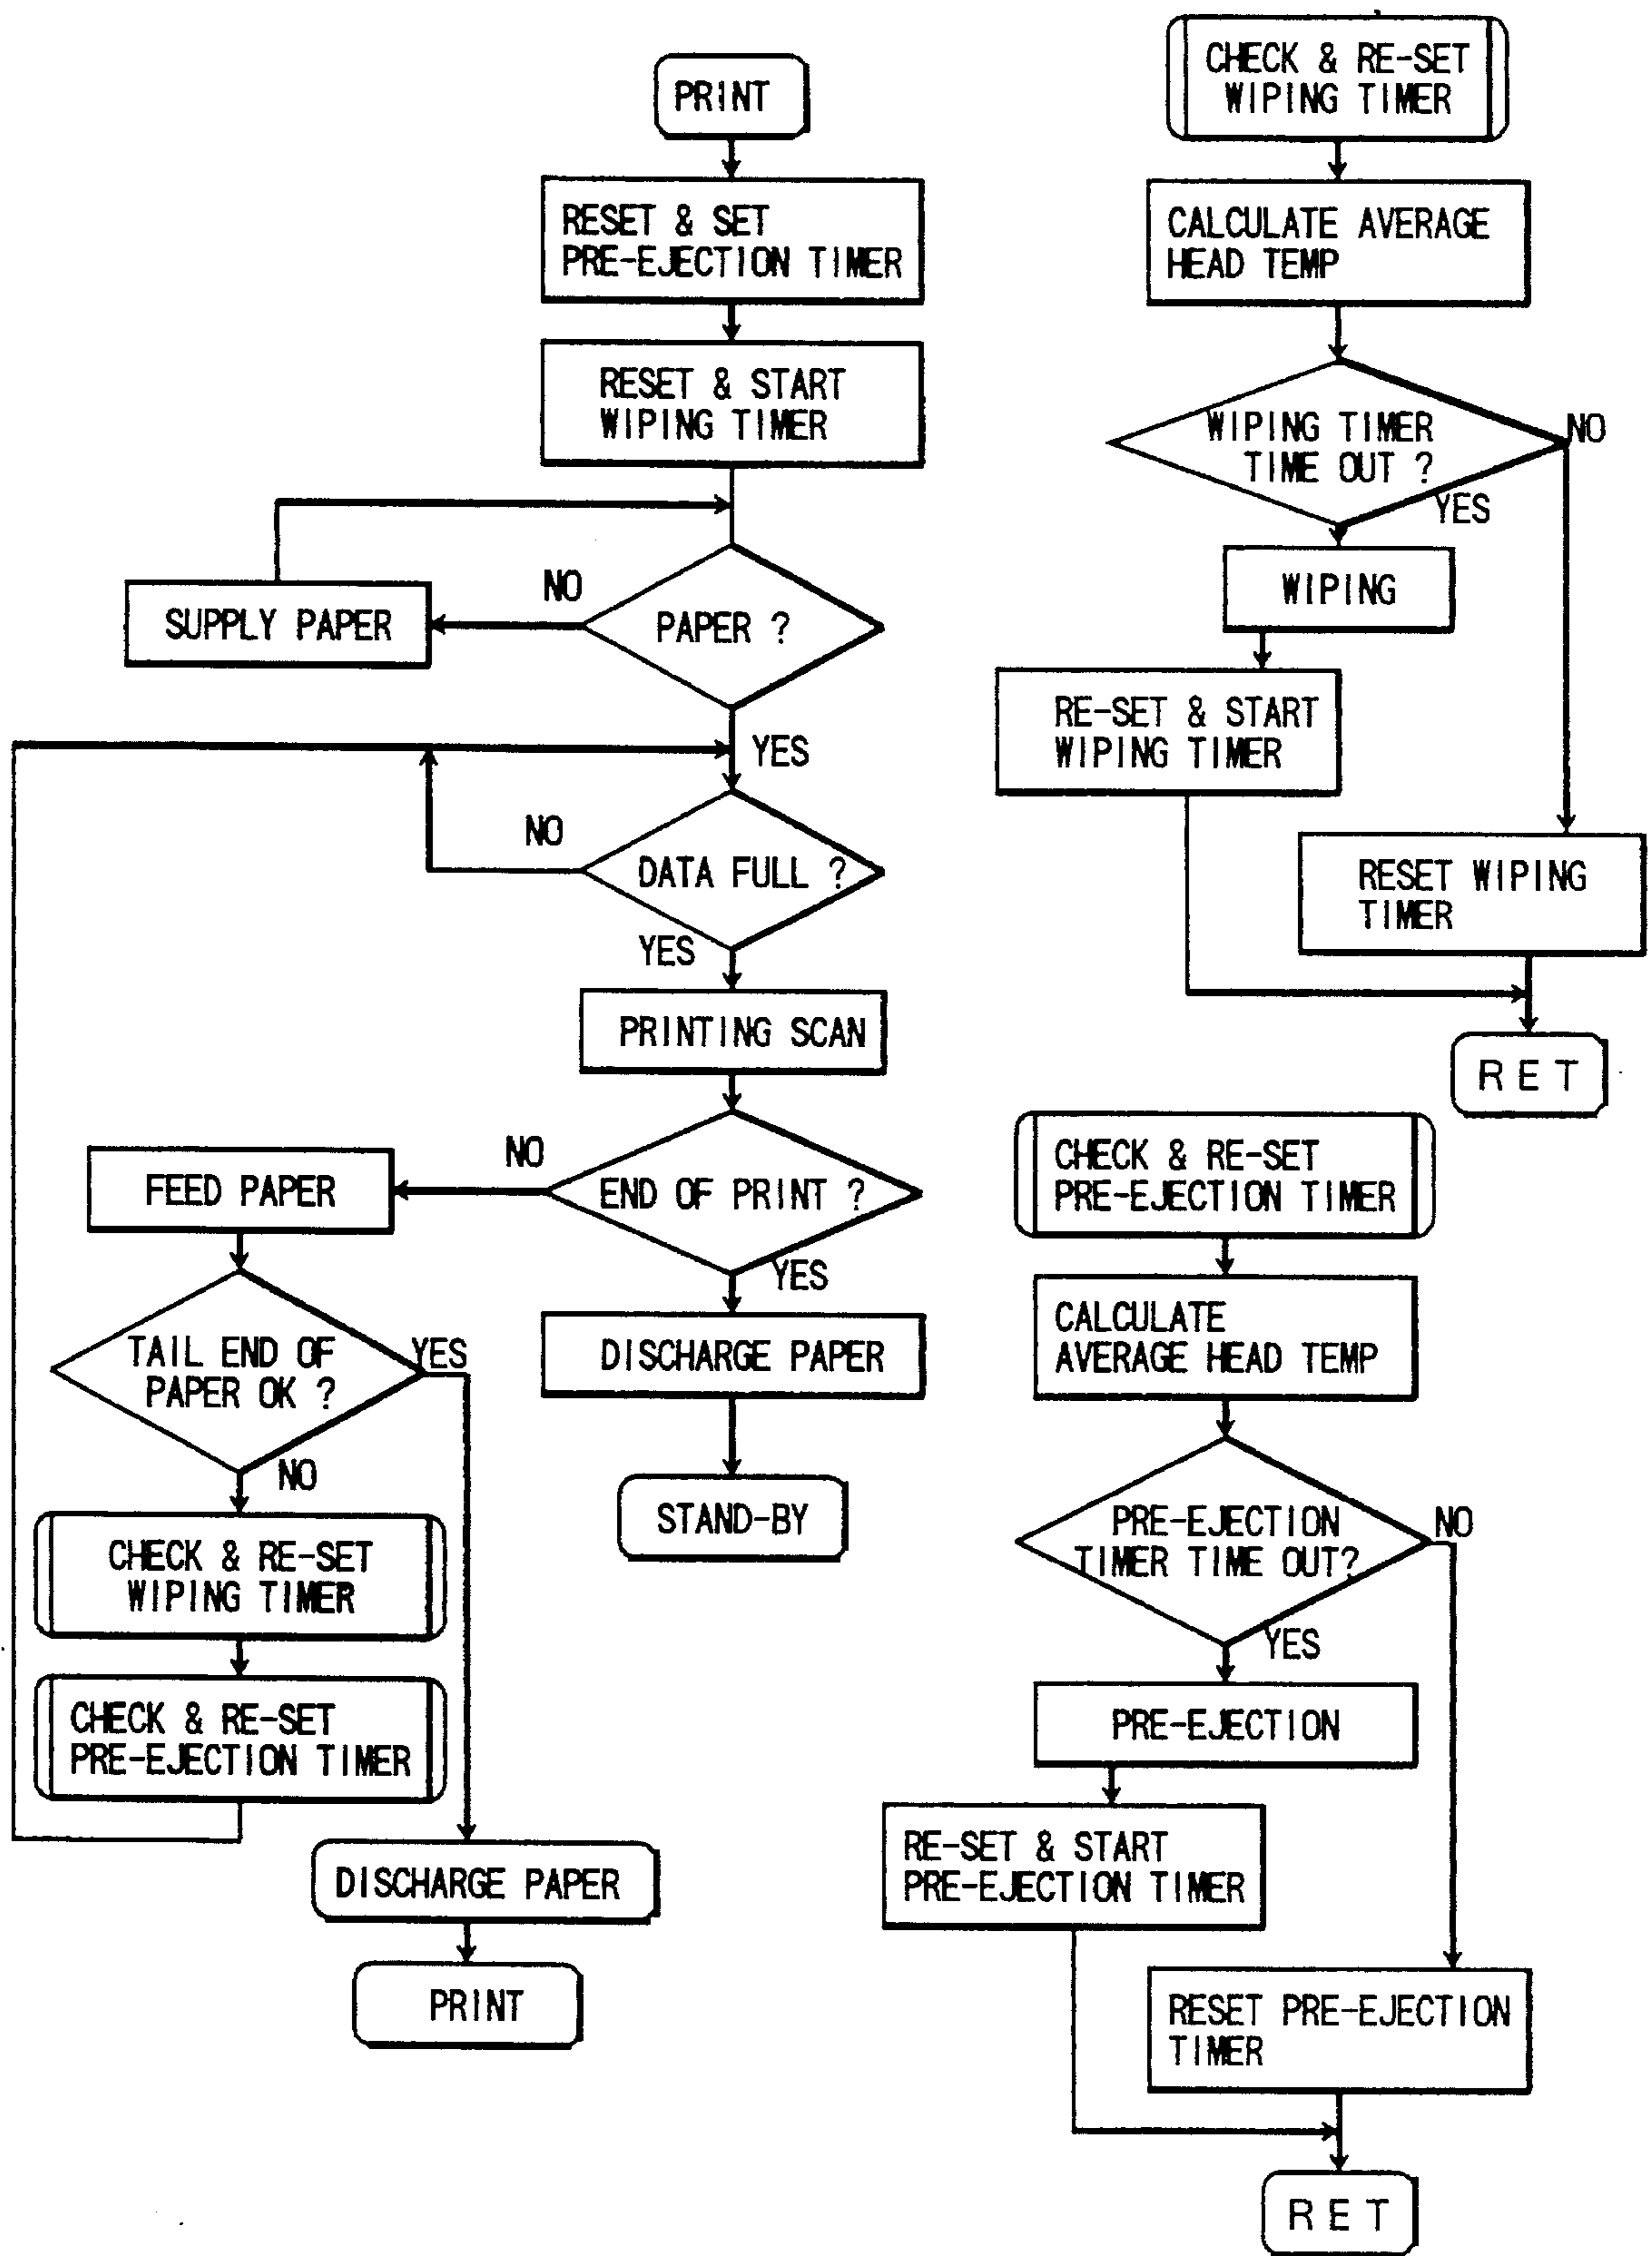 PRINT
RESET & SET
PRE-EJECTION TIMER
RESET & START
WIPING TIMER
NO
SUPPLY PAPER
PAPER ?
YES
NO
DATA FULL ?
YES
PRINTING SCAN
NO
FEED PAPER
END OF PRINT ?
YES
TAIL END OF
PAPER OK ?
YES
DISCHARGE PAPER
NO
STAND-BY
CHECK & RE-SET
WIPING TIMER
CHECK & RE-SET
PRE-EJECTION TIMER
DISCHARGE PAPER
PRINT
CHECK & RE-SET
WIPING TIMER
CALCULATE AVERAGE
HEAD TEMP
WIPING TIMER
TIME OUT ?
NO
YES
WIPING
RE-SET & START
WIPING TIMER
RESET WIPING
TIMER
RET
CHECK & RE-SET
PRE-EJECTION TIMER
CALCULATE
AVERAGE HEAD TEMP
PRE-EJECTION
TIMER TIME OUT?
NO
YES
PRE-EJECTION
RE-SET & START
PRE-EJECTION TIMER
RESET PRE-EJECTION
TIMER
RET